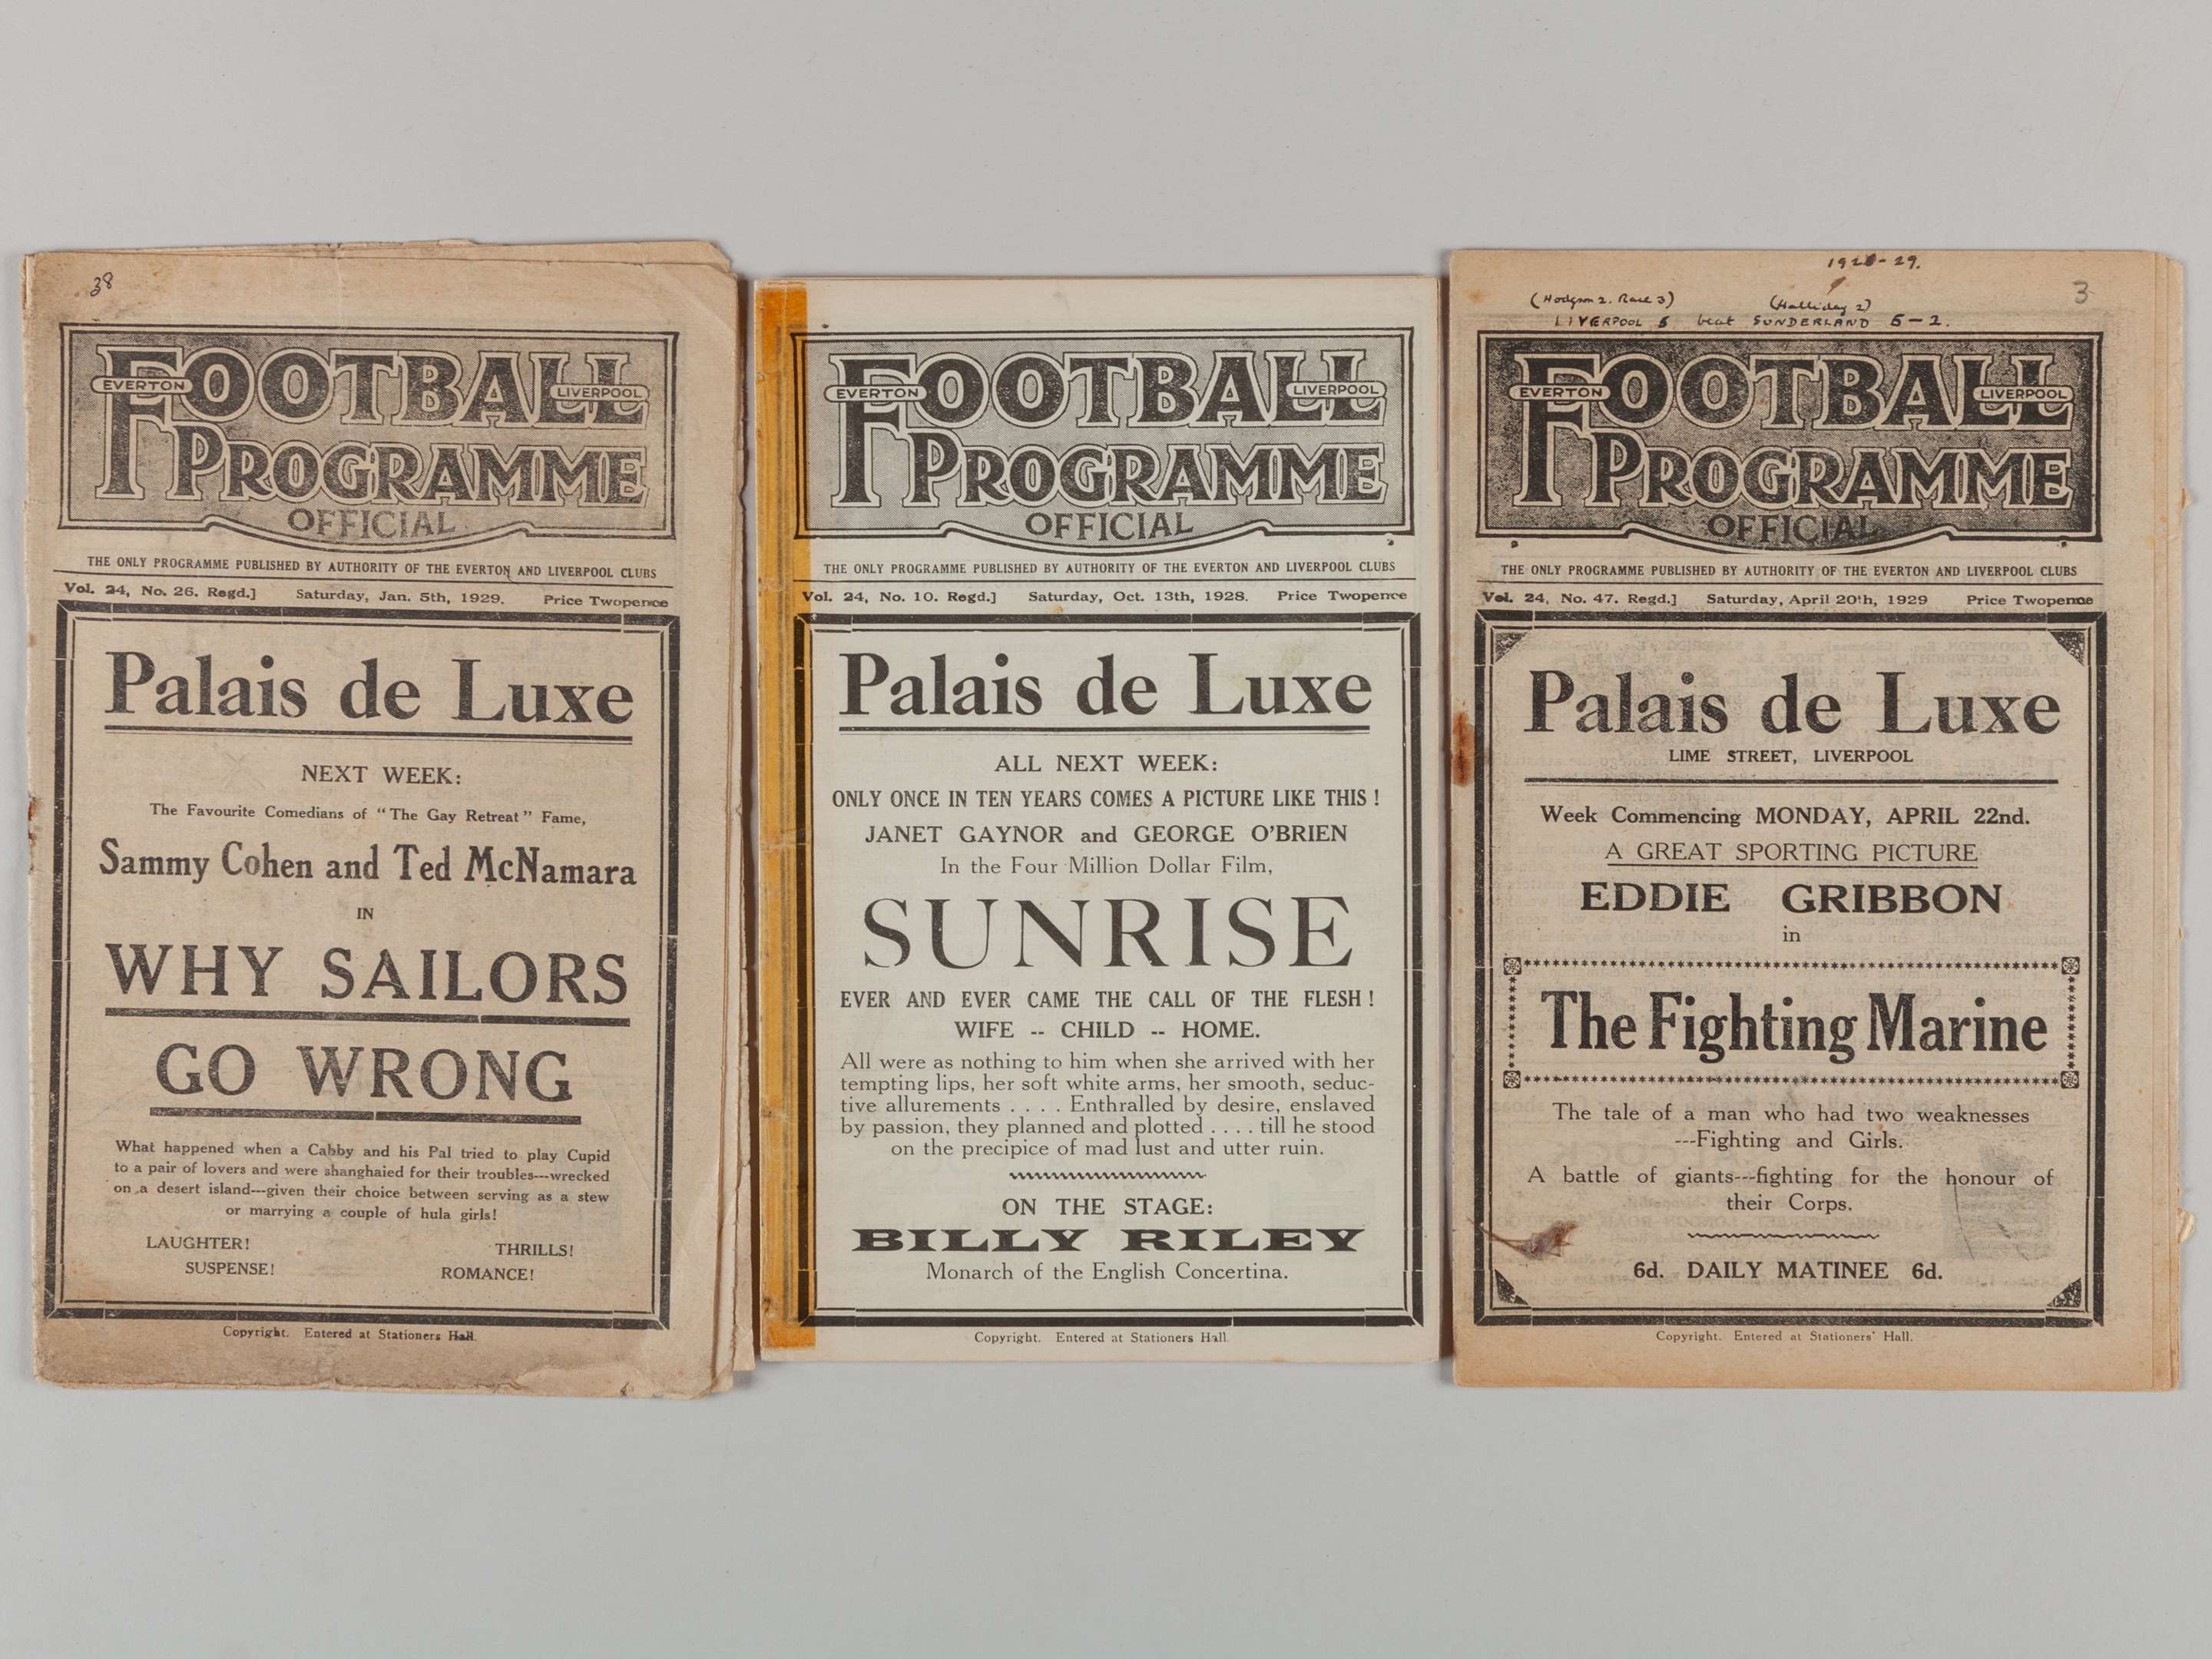 38
FOOTBALL
EVERTON
LIVERPOOL
PROGRAMME
OFFICIAL
THE ONLY PROGRAMME PUBLISHED BY AUTHORITY OF THE EVERTON AND LIVERPOOL CLUBS
Vol. 24, No. 26. Regd.] Saturday, Jan. 5th, 1929. Price Twopence
Palais de Luxe
NEXT WEEK:
The Favourite Comedians of "The Gay Retreat" Fame,
Sammy Cohen and Ted McNamara
IN
WHY SAILORS
GO WRONG
What happened when a Cabby and his Pal tried to play Cupid
to a pair of lovers and were shanghaied for their troubles---wrecked
on a desert island---given their choice between serving as a stew
or marrying a couple of hula girls!
LAUGHTER! THRILLS!
SUSPENSE! ROMANCE!
Copyright. Entered at Stationers Hall.
FOOTBALL
EVERTON
LIVERPOOL
PROGRAMME
OFFICIAL
THE ONLY PROGRAMME PUBLISHED BY AUTHORITY OF THE EVERTON AND LIVERPOOL CLUBS
Vol. 24, No. 10. Regd.] Saturday, Oct. 13th, 1928. Price Twopence
Palais de Luxe
ALL NEXT WEEK:
ONLY ONCE IN TEN YEARS COMES A PICTURE LIKE THIS !
JANET GAYNOR and GEORGE O'BRIEN
In the Four Million Dollar Film,
SUNRISE
EVER AND EVER CAME THE CALL OF THE FLESH !
WIFE -- CHILD -- HOME.
All were as nothing to him when she arrived with her
tempting lips, her soft white arms, her smooth, seduc-
tive allurements . . . . Enthralled by desire, enslaved
by passion, they planned and plotted . . . . till he stood
on the precipice of mad lust and utter ruin.
ON THE STAGE:
BILLY RILEY
Monarch of the English Concertina.
Copyright. Entered at Stationers Hall.
1928-29.
3
(Hodgson 2. Race 3) (Halliday 2)
LIVERPOOL 5 beat SUNDERLAND 5-2.
FOOTBALL
EVERTON
LIVERPOOL
PROGRAMME
OFFICIAL
THE ONLY PROGRAMME PUBLISHED BY AUTHORITY OF THE EVERTON AND LIVERPOOL CLUBS
Vol. 24, No. 47. Regd.] Saturday, April 20th, 1929 Price Twopence
Palais de Luxe
LIME STREET, LIVERPOOL
Week Commencing MONDAY, APRIL 22nd.
A GREAT SPORTING PICTURE
EDDIE GRIBBON
in
The Fighting Marine
The tale of a man who had two weaknesses
---Fighting and Girls.
A battle of giants---fighting for the honour of
their Corps.
6d. DAILY MATINEE 6d.
Copyright. Entered at Stationers' Hall.